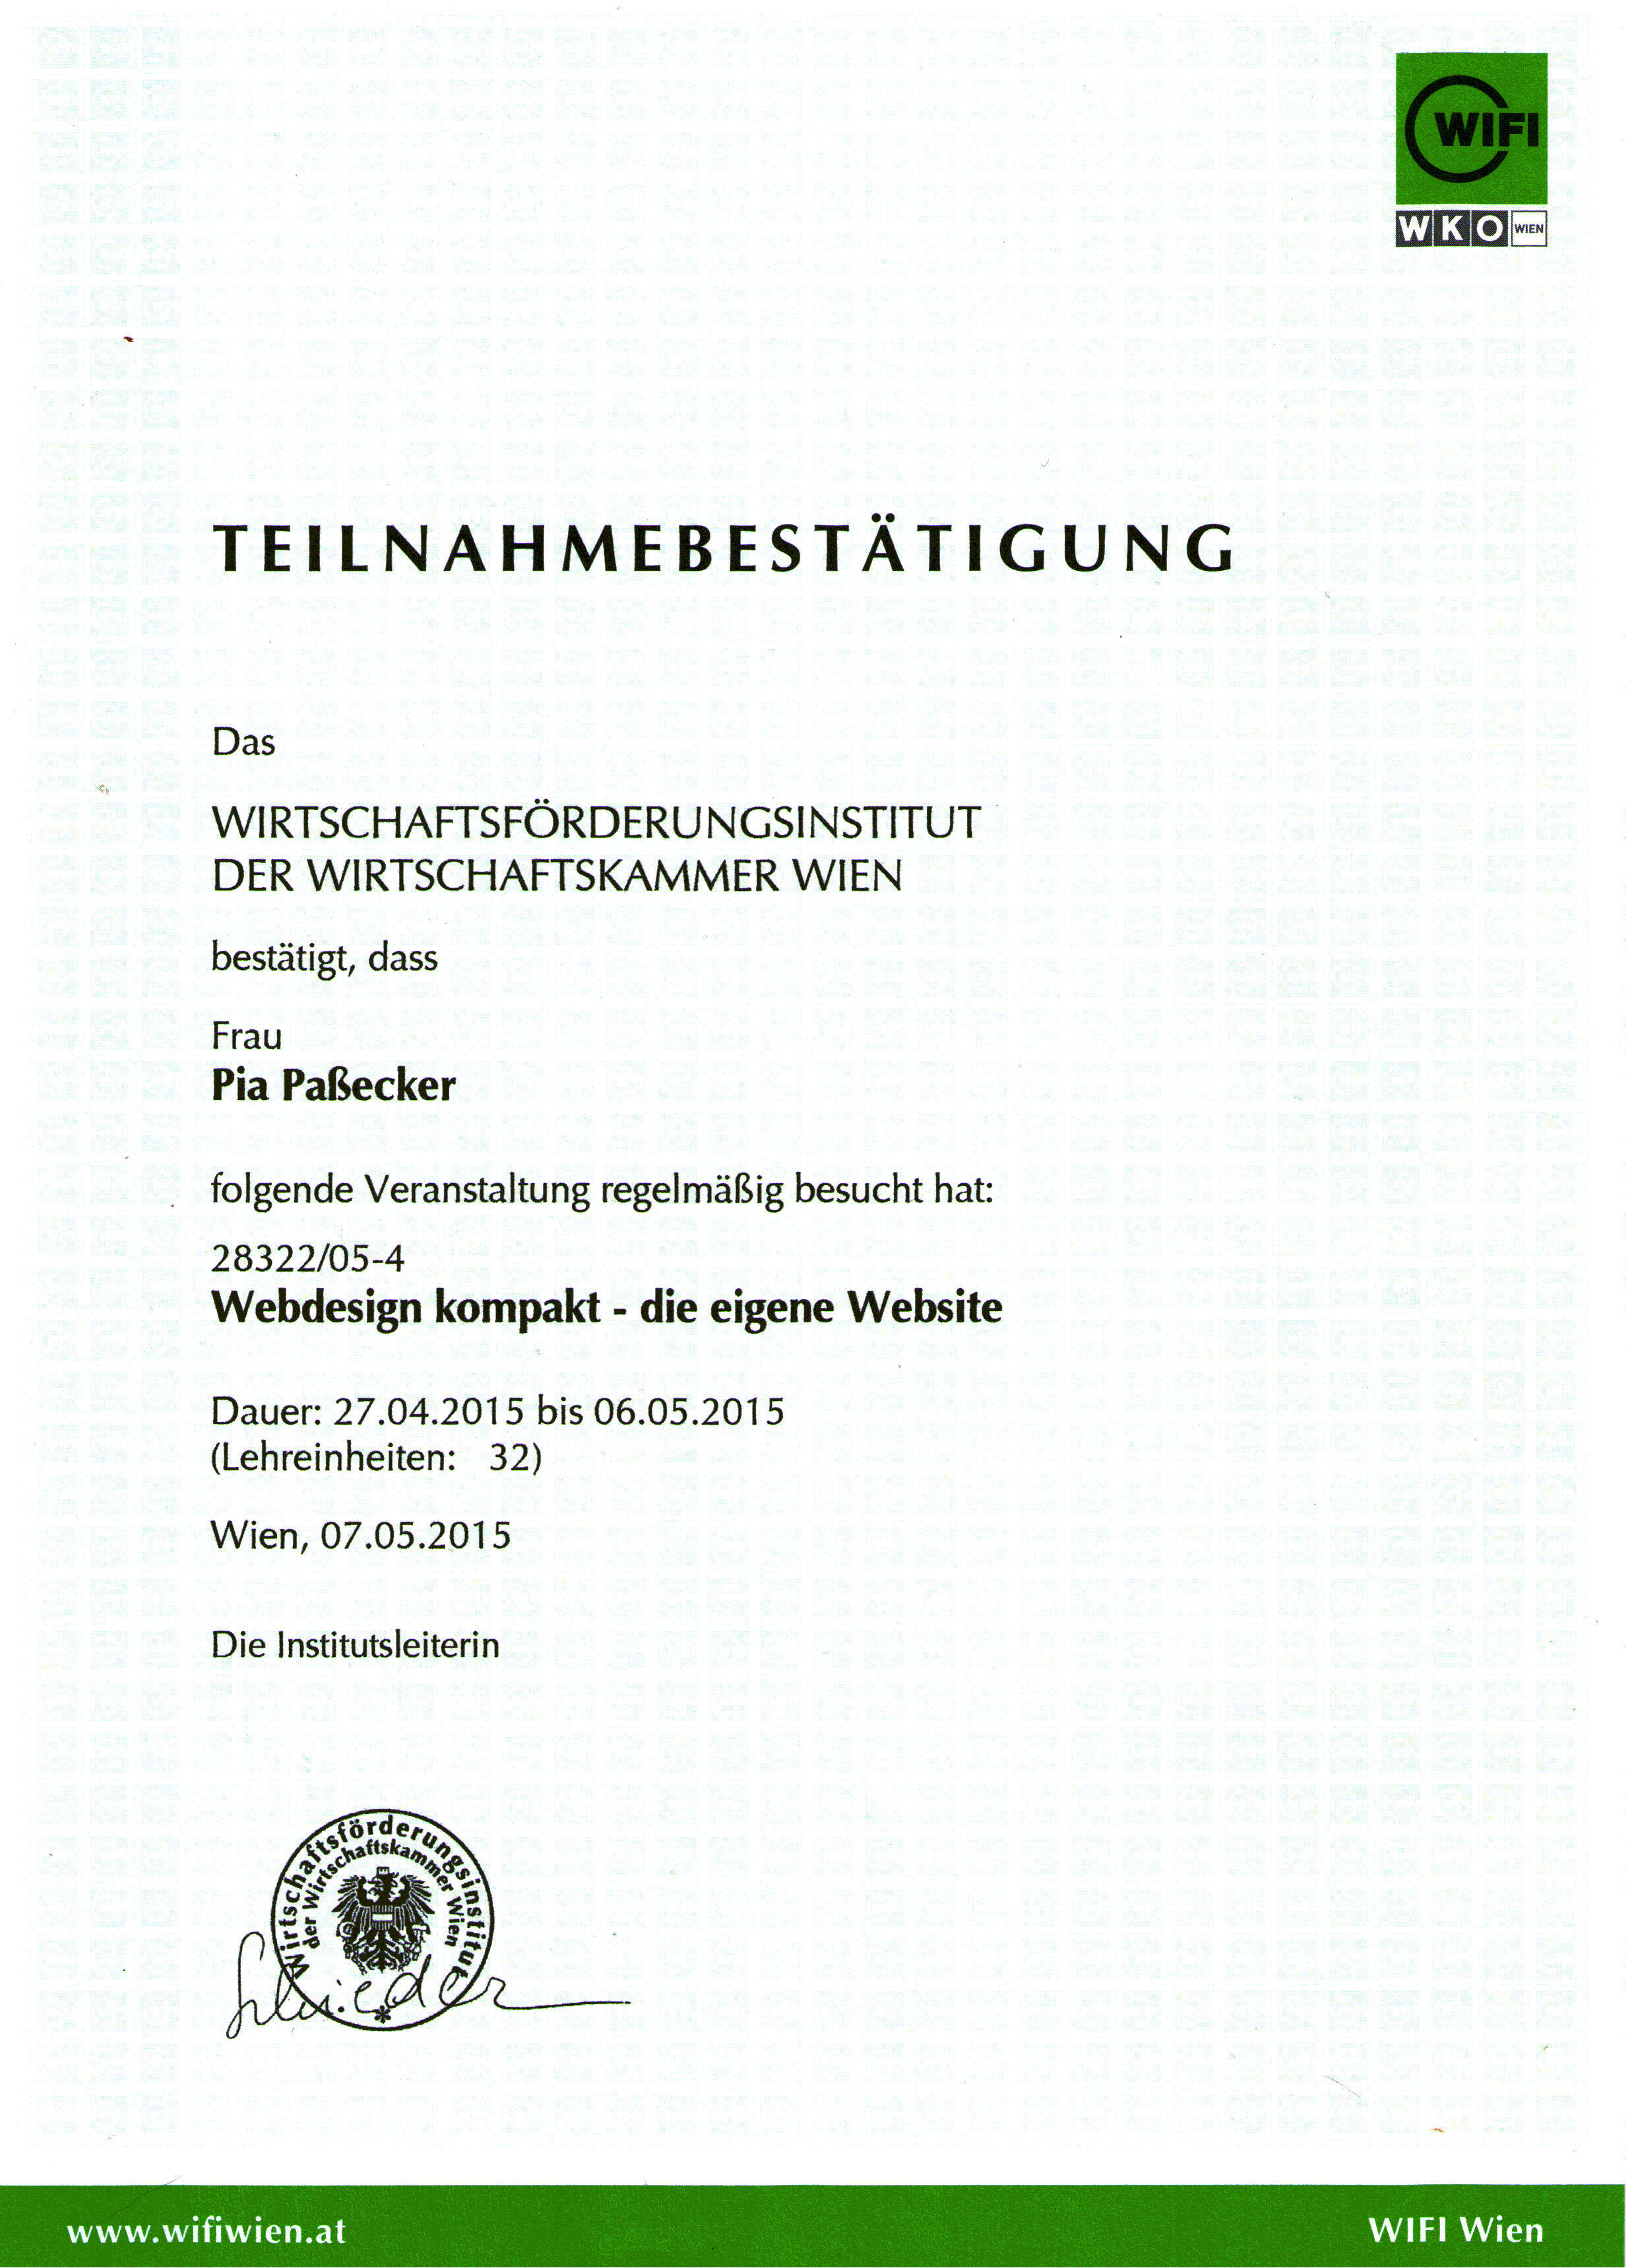 WIFI
WKO WIEN
TEILNAHMEBESTÄTIGUNG
Das
WIRTSCHAFTSFÖRDERUNGSINSTITUT
DER WIRTSCHAFTSKAMMER WIEN
bestätigt, dass
Frau
Pia Paßecker
folgende Veranstaltung regelmäßig besucht hat:
28322/05-4
Webdesign kompakt - die eigene Website
Dauer: 27.04.2015 bis 06.05.2015
(Lehreinheiten: 32)
Wien, 07.05.2015
Die Institutsleiterin
Wirtschaftsförderungsinstitut
der Wirtschaftskammer Wien
www.wifiwien.at
WIFI Wien